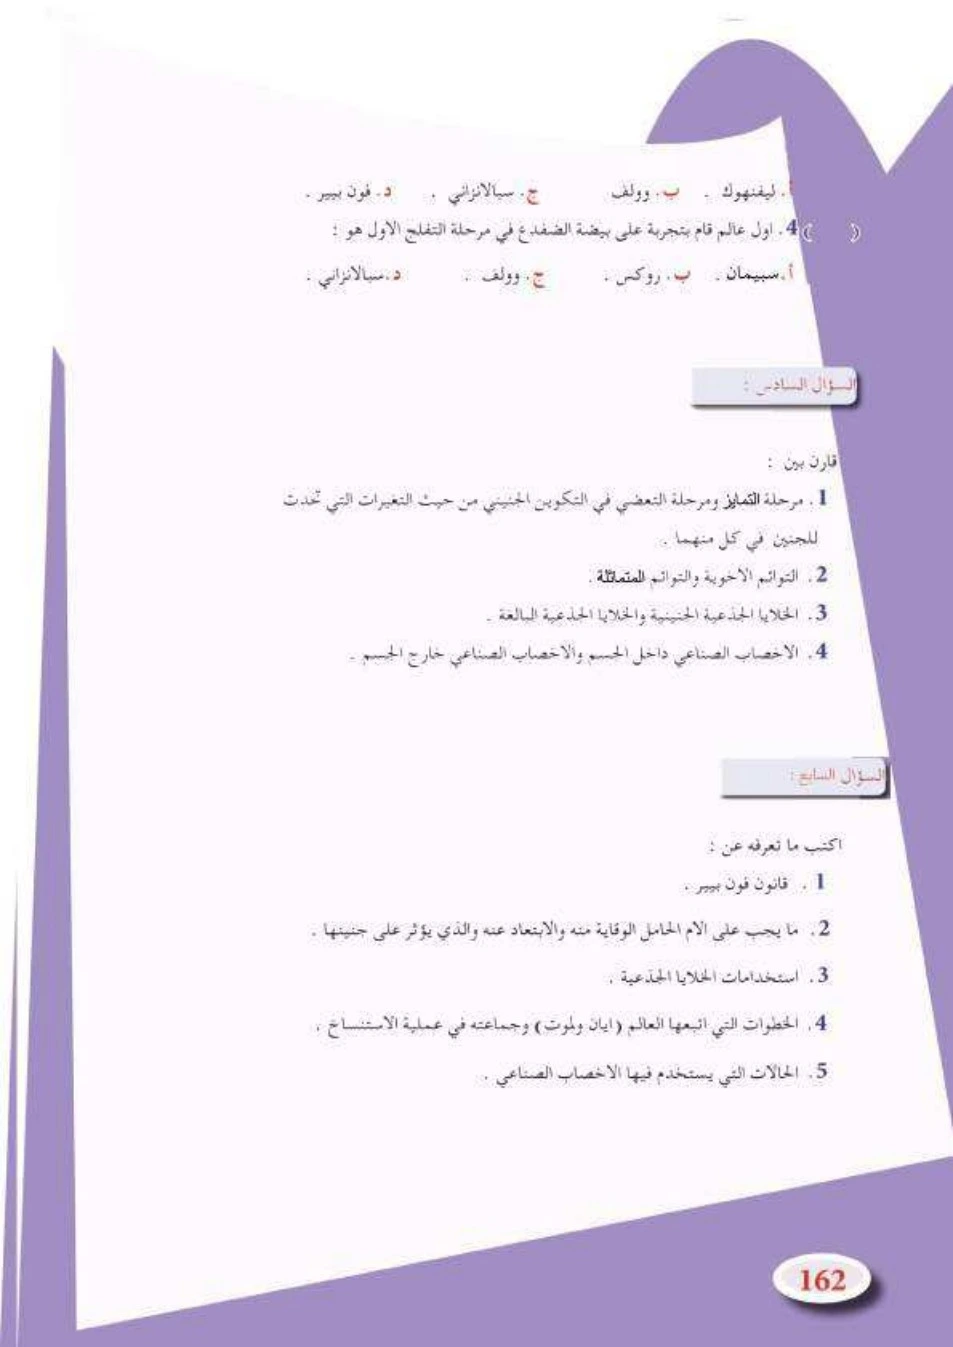 أ. ليفنهوك . ب. وولف ج. سبالانزاني . د. فون بيير .
( ) 4. اول عالم قام بتجربة على بيضة الضفدع في مرحلة التفلج الاول هو :
أ.سبيمان . ب. روكس . ج. وولف . د.سبالانزاني .
السؤال السادس :
قارن بين :
1. مرحلة التمايز ومرحلة التعضي في التكوين الجنيني من حيث التغيرات التي تحدث
للجنين في كل منهما .
2. التوائم الاخوية والتوائم المتماثلة .
3. الخلايا الجذعية الجنينية والخلايا الجذعية البالغة .
4. الاخصاب الصناعي داخل الجسم والاخصاب الصناعي خارج الجسم .
السؤال السابع :
اكتب ما تعرفه عن :
1 . قانون فون بيير .
2. ما يجب على الام الحامل الوقاية منه والابتعاد عنه والذي يؤثر على جنينها .
3. استخدامات الخلايا الجذعية .
4. الخطوات التي اتبعها العالم (ايان ولموت) وجماعته في عملية الاستنساخ .
5. الحالات التي يستخدم فيها الاخصاب الصناعي .
162